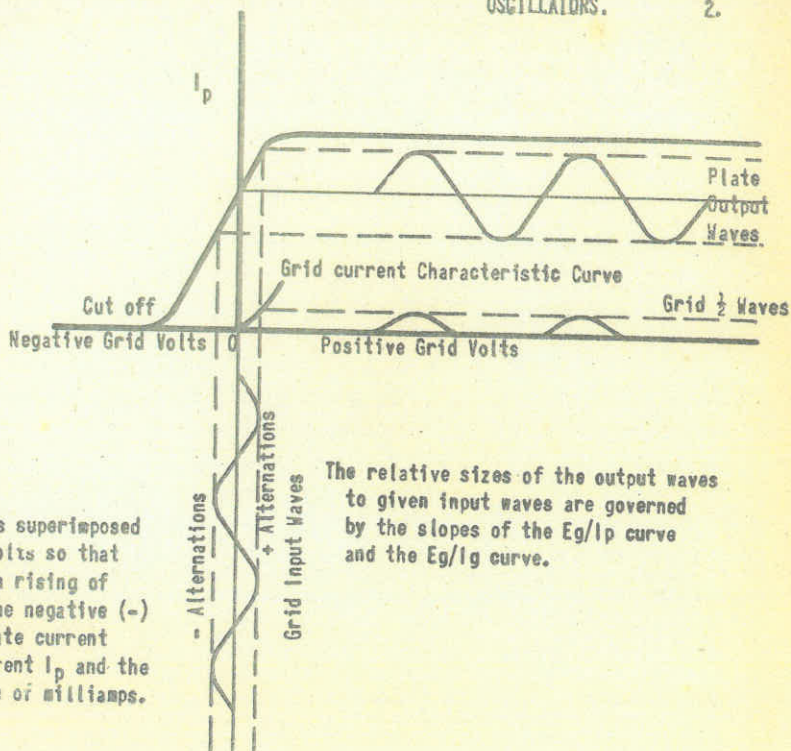 OSCILLATORS. 2.
Ip
Plate
Output
Waves
Grid current Characteristic Curve
Cut off
Grid ½ Waves
Negative Grid Volts 0 Positive Grid Volts
- Alternations
+ Alternations
Grid Input Waves
The relative sizes of the output waves
to given input waves are governed
by the slopes of the Eg/Ip curve
and the Eg/Ig curve.
superimposed
so that
rising of
negative (-)
current
Ip and the
of milliamps.